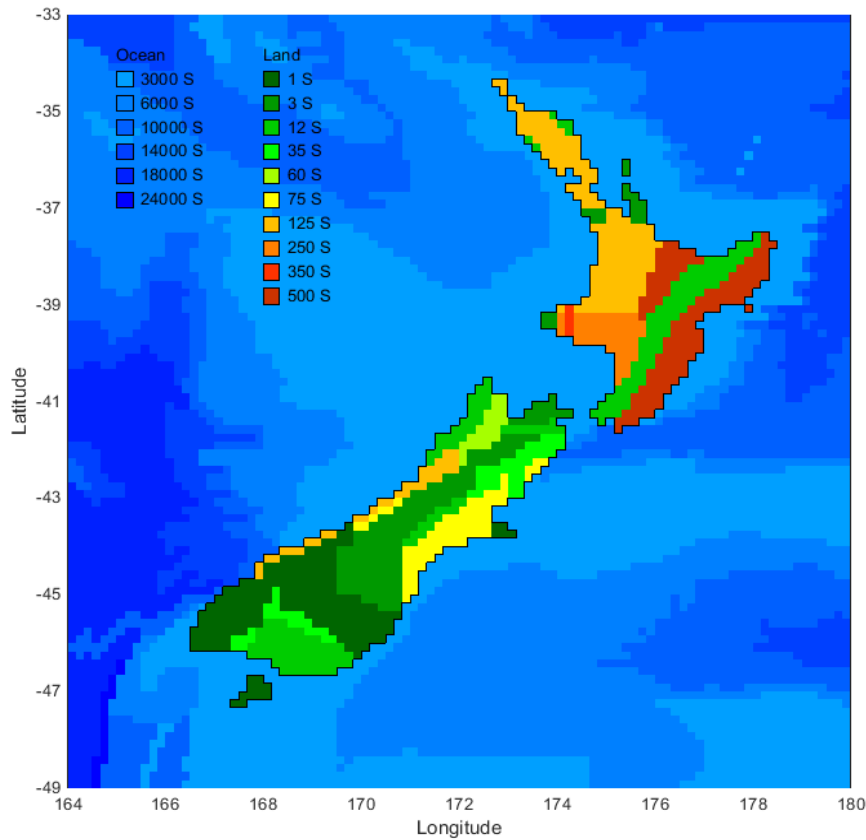 -33
-35
-37
-39
-41
-43
-45
-47
-49
Latitude
Ocean
3000 S
6000 S
10000 S
14000 S
18000 S
24000 S
Land
1 S
3 S
12 S
35 S
60 S
75 S
125 S
250 S
350 S
500 S
164 166 168 170 172 174 176 178 180
Longitude